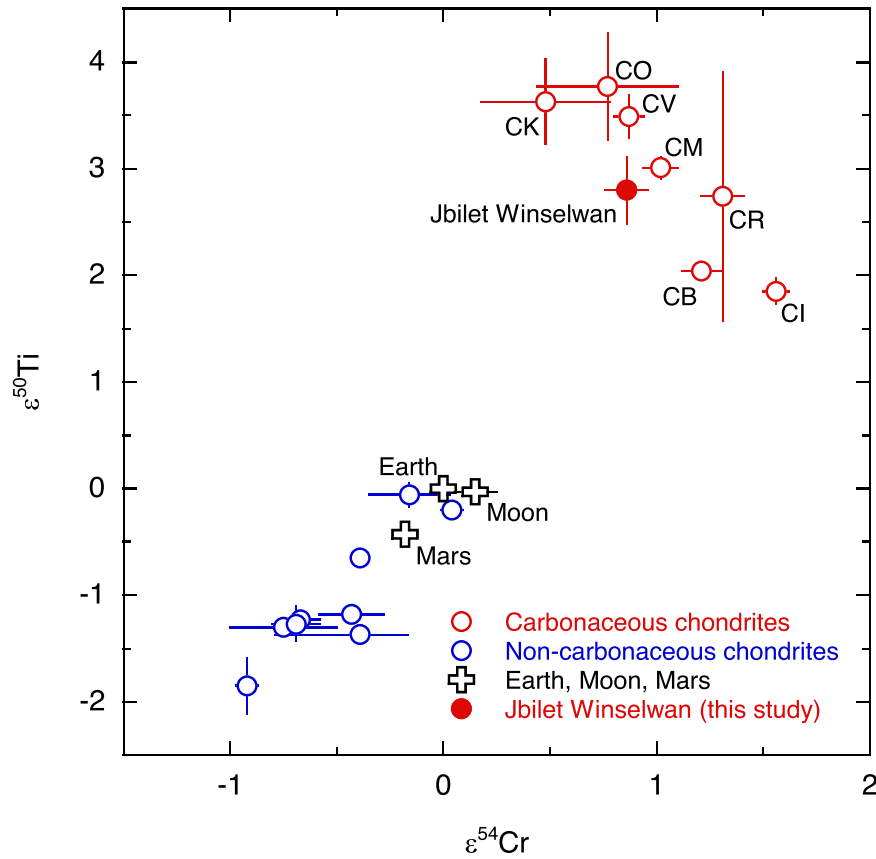 4
CO
CV
CK
CM
3
Jbilet Winselwan
CR
2
CB
CI
1
ε⁵⁰Ti
Earth
0
Moon
Mars
-1
Carbonaceous chondrites
Non-carbonaceous chondrites
Earth, Moon, Mars
-2
Jbilet Winselwan (this study)
-1 0 1 2
ε⁵⁴Cr